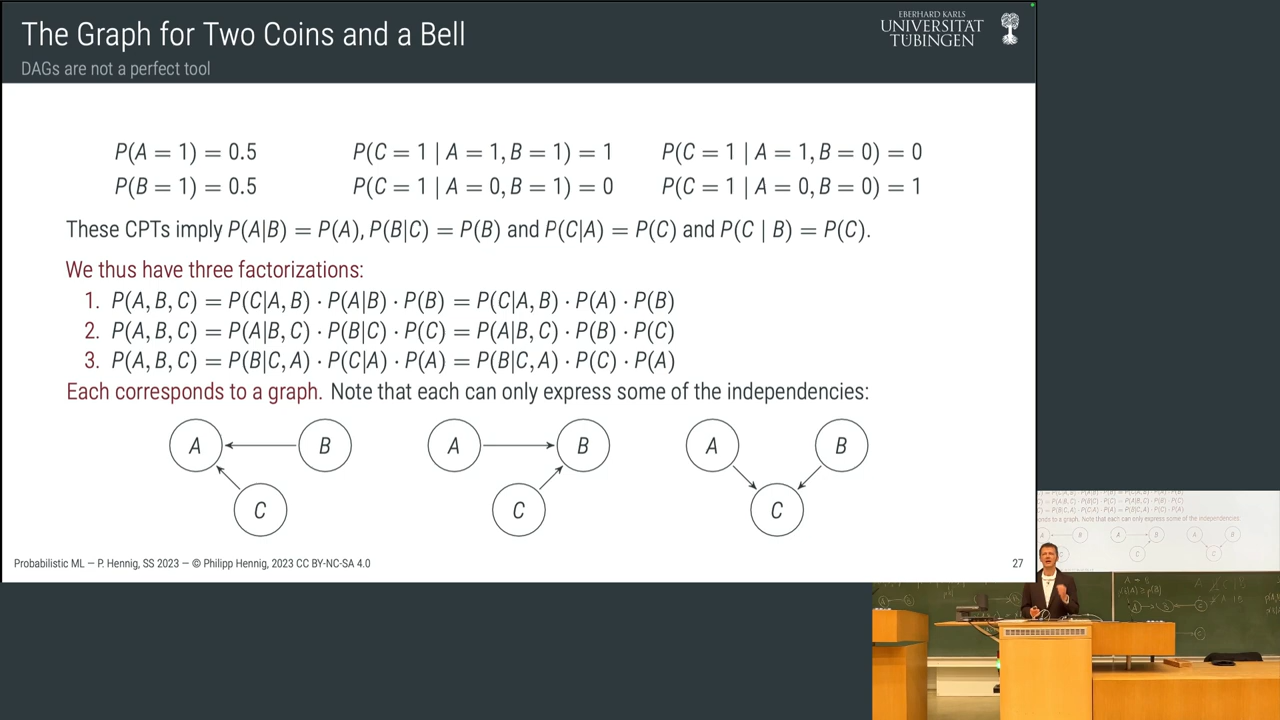 The Graph for Two Coins and a Bell
DAGs are not a perfect tool
EBERHARD KARLS
UNIVERSITÄT
TÜBINGEN
P(A = 1) = 0.5 P(C = 1 | A = 1, B = 1) = 1 P(C = 1 | A = 1, B = 0) = 0
P(B = 1) = 0.5 P(C = 1 | A = 0, B = 1) = 0 P(C = 1 | A = 0, B = 0) = 1
These CPTs imply P(A|B) = P(A), P(B|C) = P(B) and P(C|A) = P(C) and P(C | B) = P(C).
We thus have three factorizations:
1. P(A, B, C) = P(C|A, B) · P(A|B) · P(B) = P(C|A, B) · P(A) · P(B)
2. P(A, B, C) = P(A|B, C) · P(B|C) · P(C) = P(A|B, C) · P(B) · P(C)
3. P(A, B, C) = P(B|C, A) · P(C|A) · P(A) = P(B|C, A) · P(C) · P(A)
Each corresponds to a graph. Note that each can only express some of the independencies:
A B A B A B
C C C
Probabilistic ML — P. Hennig, SS 2023 — © Philipp Hennig, 2023 CC BY-NC-SA 4.0 27